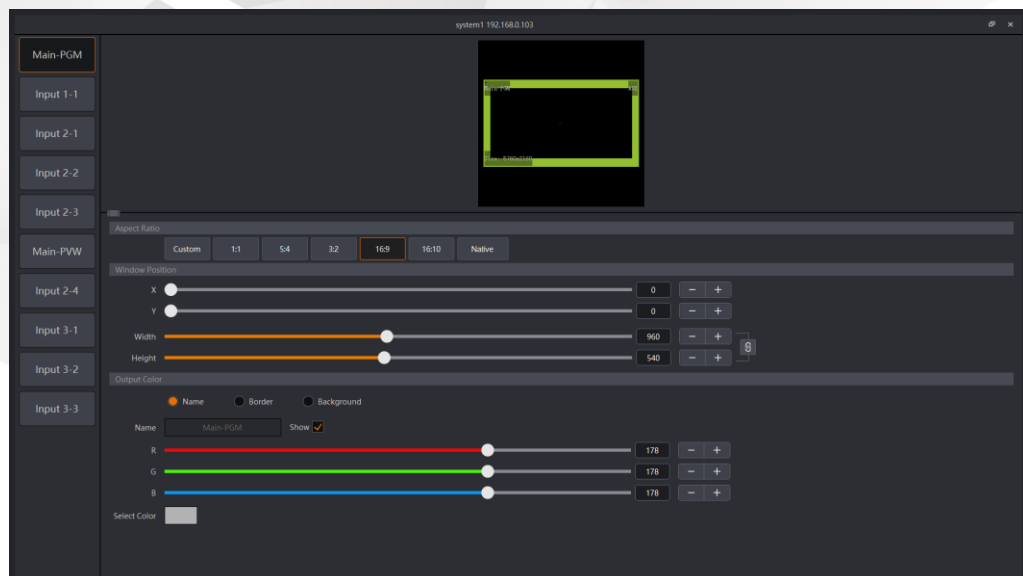 system1 192.168.0.103
Main-PGM
Input 1-1
Input 2-1
Input 2-2
Input 2-3
Main-PVW
Input 2-4
Input 3-1
Input 3-2
Input 3-3
Aspect Ratio
Custom 1:1 5:4 3:2 16:9 16:10 Native
Window Position
X 0 − +
Y 0 − +
Width 960 − +
Height 540 − +
Output Color
Name Border Background
Name Main-PGM Show
R 178 − +
G 178 − +
B 178 − +
Select Color